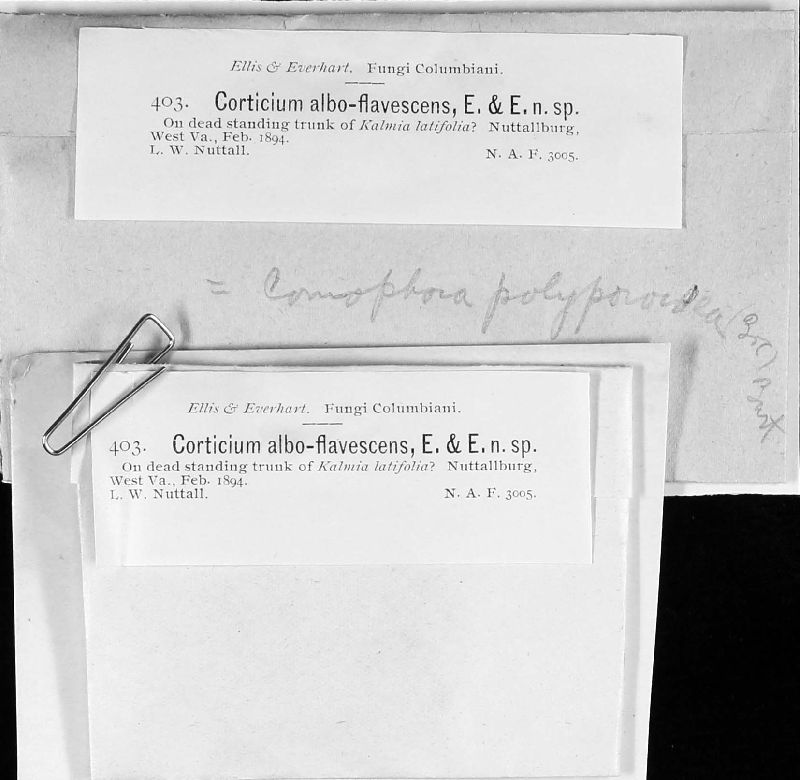 Ellis & Everhart. Fungi Columbiani.
403. Corticium albo-flavescens, E. & E. n. sp.
On dead standing trunk of Kalmia latifolia? Nuttallburg,
West Va., Feb. 1894.
L. W. Nuttall. N. A. F. 3005.
= Coniophora polyporoidea (Bk) Burt
Ellis & Everhart. Fungi Columbiani.
403. Corticium albo-flavescens, E. & E. n. sp.
On dead standing trunk of Kalmia latifolia? Nuttallburg,
West Va., Feb. 1894.
L. W. Nuttall. N. A. F. 3005.